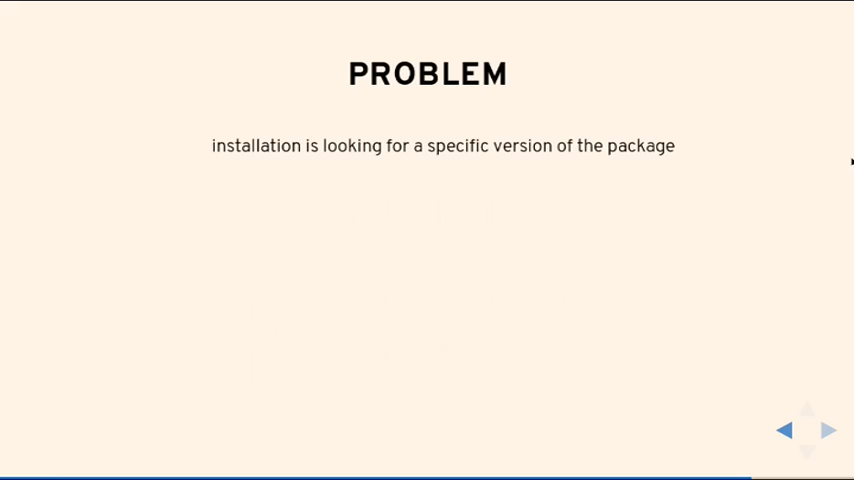 PROBLEM
installation is looking for a specific version of the package